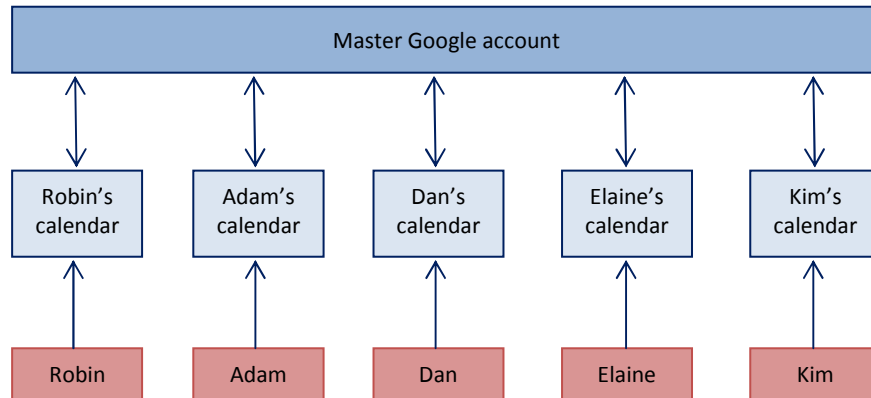 Master Google account
Robin’s
calendar
Adam’s
calendar
Dan’s
calendar
Elaine’s
calendar
Kim’s
calendar
Robin
Adam
Dan
Elaine
Kim